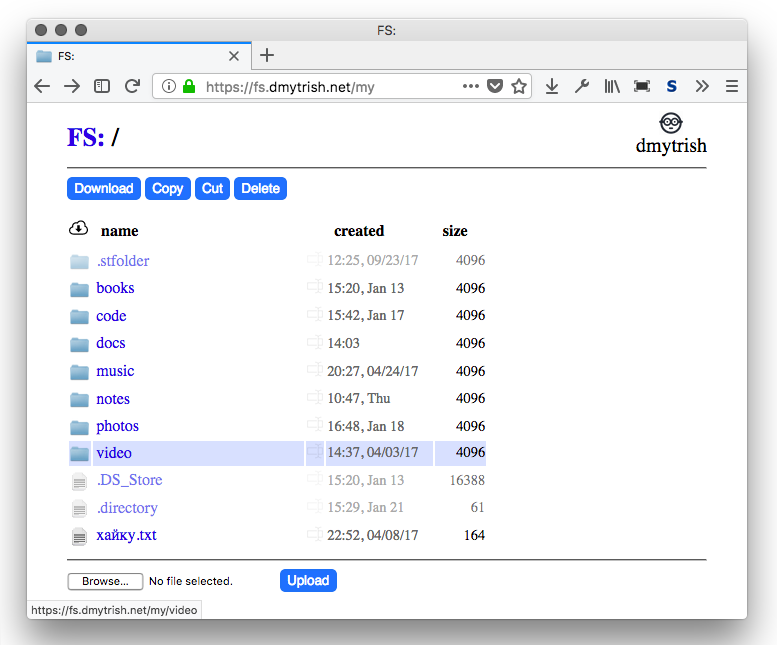 FS:
FS:
https://fs.dmytrish.net/my
S
FS: /
dmytrish
Download Copy Cut Delete
name created size
.stfolder 12:25, 09/23/17 4096
books 15:20, Jan 13 4096
code 15:42, Jan 17 4096
docs 14:03 4096
music 20:27, 04/24/17 4096
notes 10:47, Thu 4096
photos 16:48, Jan 18 4096
video 14:37, 04/03/17 4096
.DS_Store 15:20, Jan 13 16388
.directory 15:29, Jan 21 61
хайку.txt 22:52, 04/08/17 164
Browse... No file selected. Upload
https://fs.dmytrish.net/my/video